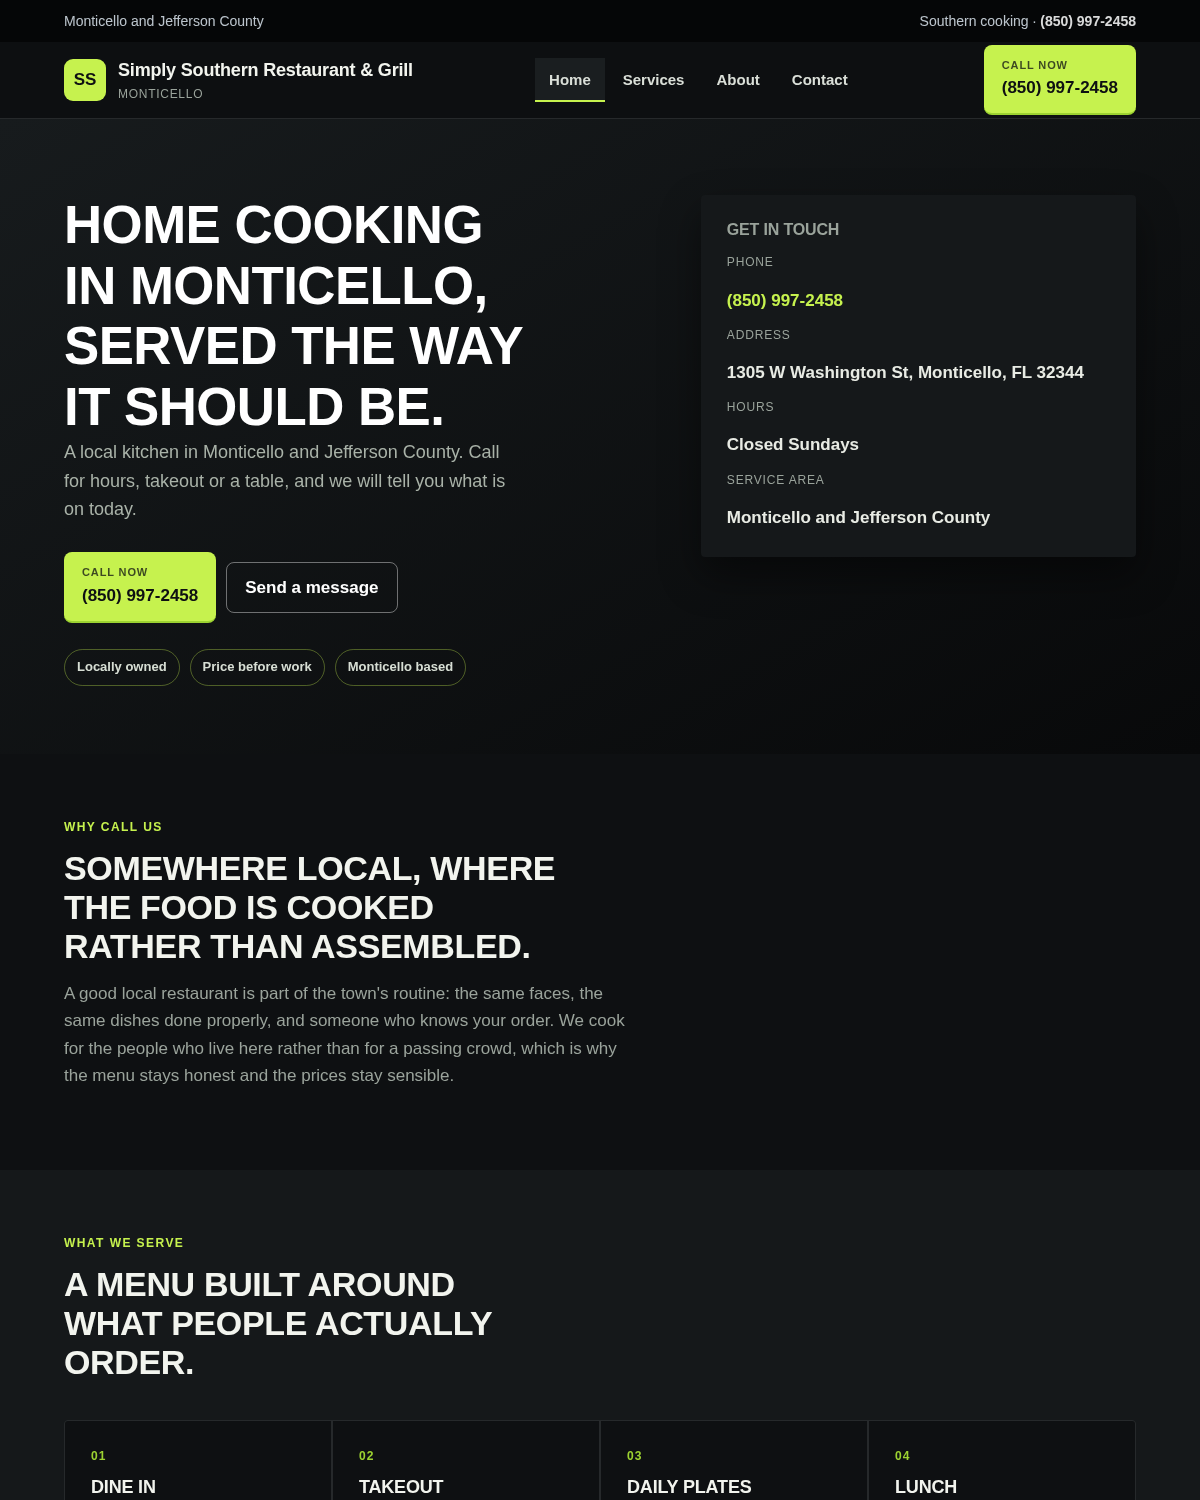 Monticello and Jefferson County
Southern cooking · (850) 997-2458
SS
Simply Southern Restaurant & Grill
MONTICELLO
Home
Services
About
Contact
CALL NOW
(850) 997-2458
HOME COOKING
IN MONTICELLO,
SERVED THE WAY
IT SHOULD BE.
A local kitchen in Monticello and Jefferson County. Call
for hours, takeout or a table, and we will tell you what is
on today.
CALL NOW
(850) 997-2458
Send a message
Locally owned
Price before work
Monticello based
GET IN TOUCH
PHONE
(850) 997-2458
ADDRESS
1305 W Washington St, Monticello, FL 32344
HOURS
Closed Sundays
SERVICE AREA
Monticello and Jefferson County
WHY CALL US
SOMEWHERE LOCAL, WHERE
THE FOOD IS COOKED
RATHER THAN ASSEMBLED.
A good local restaurant is part of the town's routine: the same faces, the
same dishes done properly, and someone who knows your order. We cook
for the people who live here rather than for a passing crowd, which is why
the menu stays honest and the prices stay sensible.
WHAT WE SERVE
A MENU BUILT AROUND
WHAT PEOPLE ACTUALLY
ORDER.
01
DINE IN
02
TAKEOUT
03
DAILY PLATES
04
LUNCH